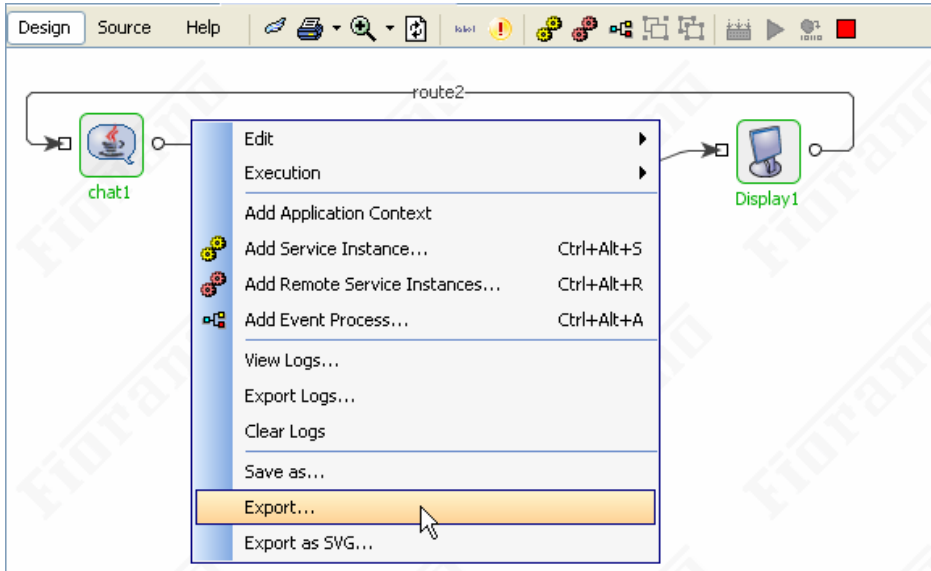 Design Source Help label
route2
chat1
Display1
Edit
Execution
Add Application Context
Add Service Instance... Ctrl+Alt+S
Add Remote Service Instances... Ctrl+Alt+R
Add Event Process... Ctrl+Alt+A
View Logs...
Export Logs...
Clear Logs
Save as...
Export...
Export as SVG...
Fiorano